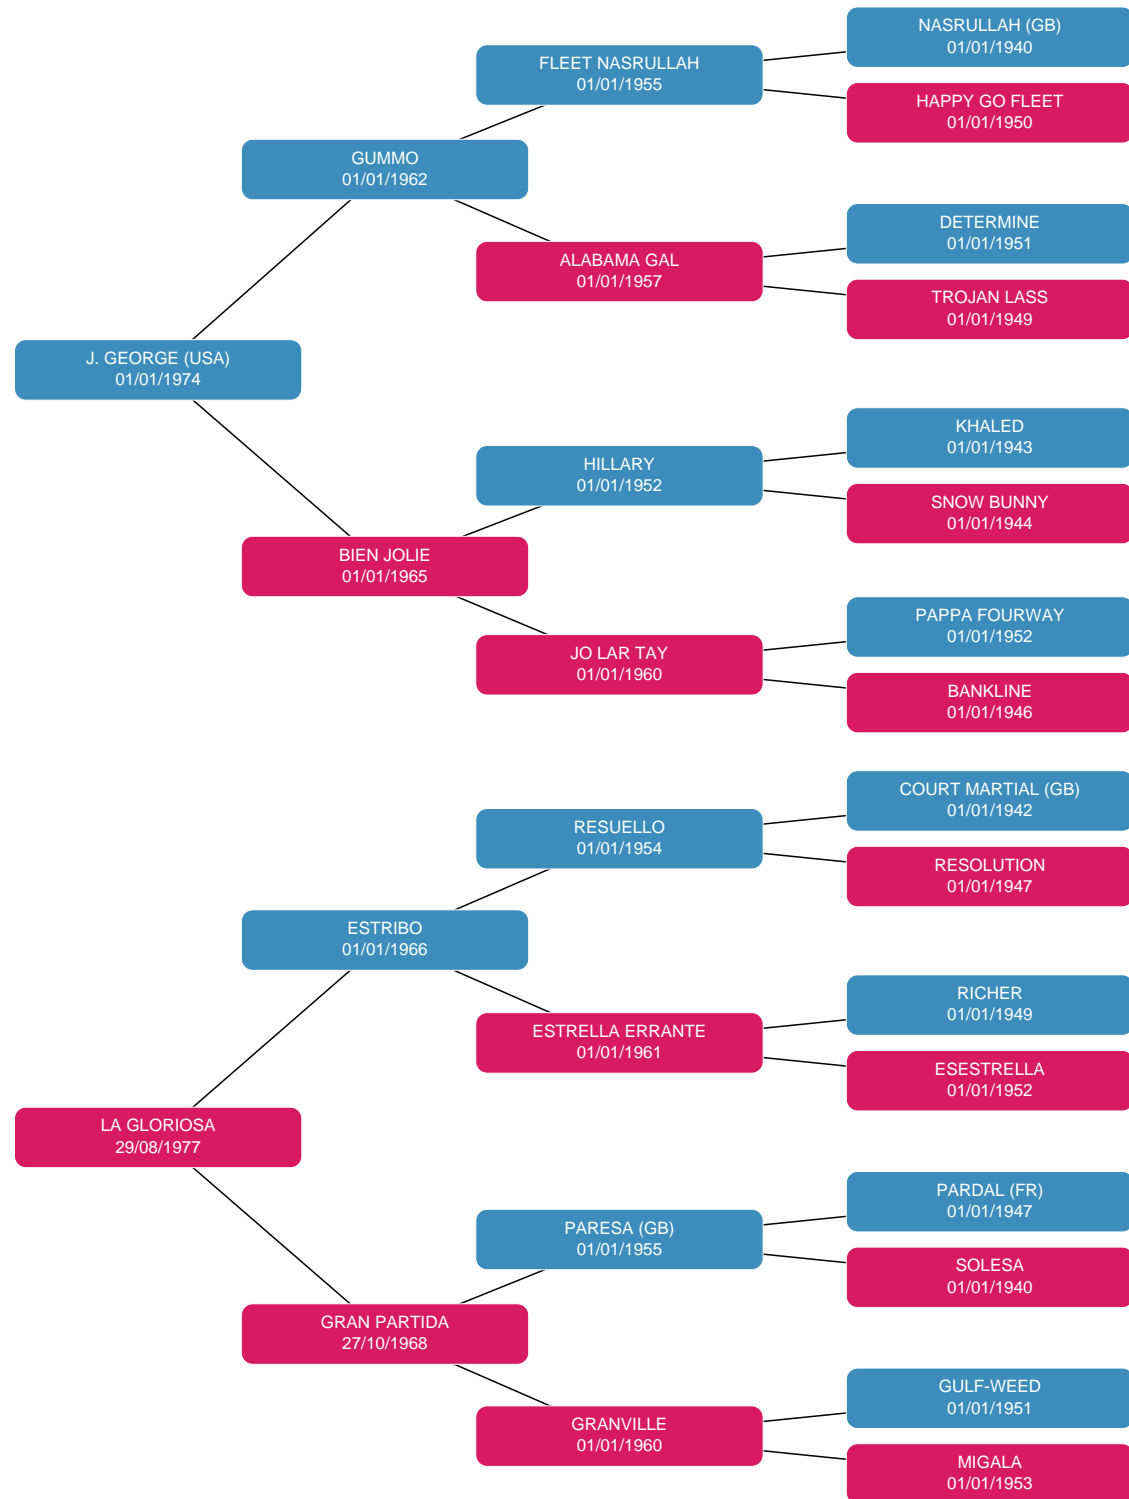 NASRULLAH (GB)
01/01/1940
FLEET NASRULLAH
01/01/1955
HAPPY GO FLEET
01/01/1950
GUMMO
01/01/1962
DETERMINE
01/01/1951
ALABAMA GAL
01/01/1957
TROJAN LASS
01/01/1949
J. GEORGE (USA)
01/01/1974
KHALED
01/01/1943
HILLARY
01/01/1952
SNOW BUNNY
01/01/1944
BIEN JOLIE
01/01/1965
PAPPA FOURWAY
01/01/1952
JO LAR TAY
01/01/1960
BANKLINE
01/01/1946
COURT MARTIAL (GB)
01/01/1942
RESUELLO
01/01/1954
RESOLUTION
01/01/1947
ESTRIBO
01/01/1966
RICHER
01/01/1949
ESTRELLA ERRANTE
01/01/1961
ESESTRELLA
01/01/1952
LA GLORIOSA
29/08/1977
PARDAL (FR)
01/01/1947
PARESA (GB)
01/01/1955
SOLESA
01/01/1940
GRAN PARTIDA
27/10/1968
GULF-WEED
01/01/1951
GRANVILLE
01/01/1960
MIGALA
01/01/1953